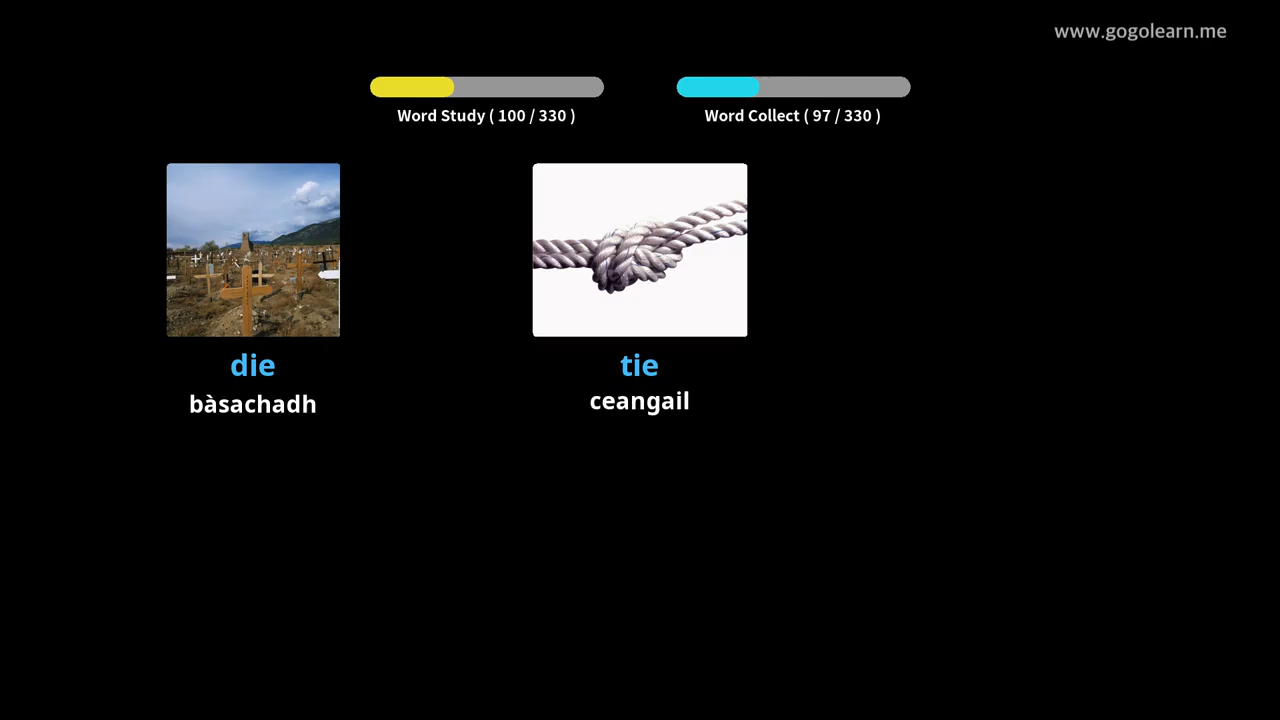 www.gogolearn.me
Word Study ( 100 / 330 )
Word Collect ( 97 / 330 )
die
bàsachadh
tie
ceangail